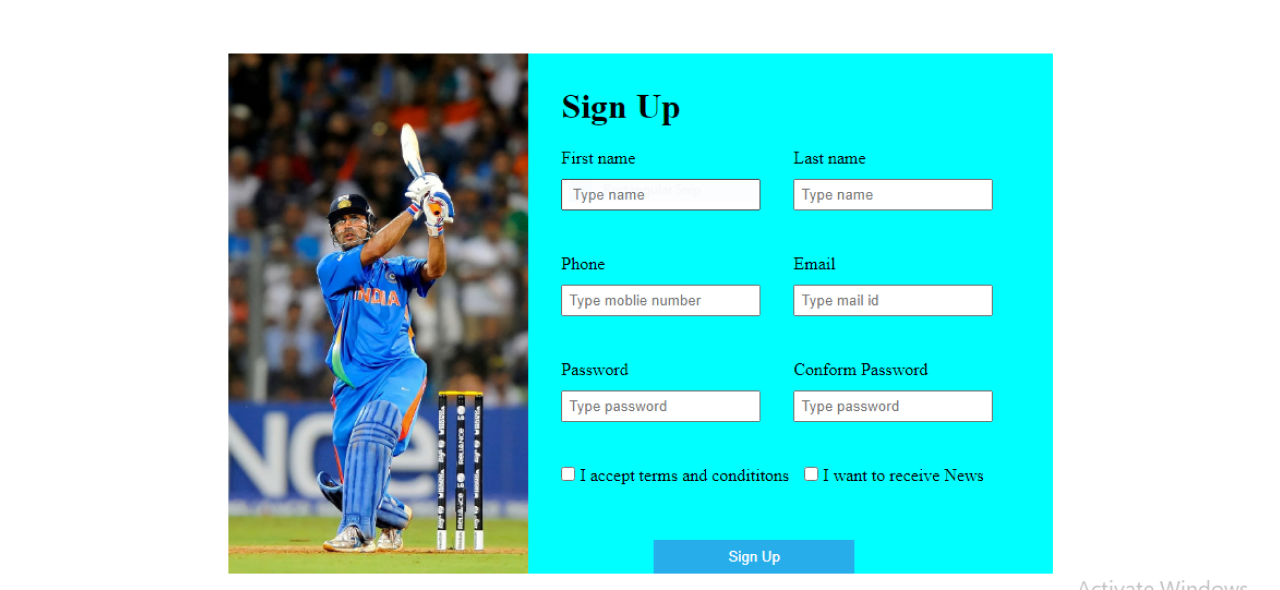 Sign Up
First name Last name
Type name Type name
Phone Email
Type moblie number Type mail id
Password Conform Password
Type password Type password
I accept terms and condititons I want to receive News
Sign Up
INDIA
RELIANCE
RELIANCE
Activate Windows